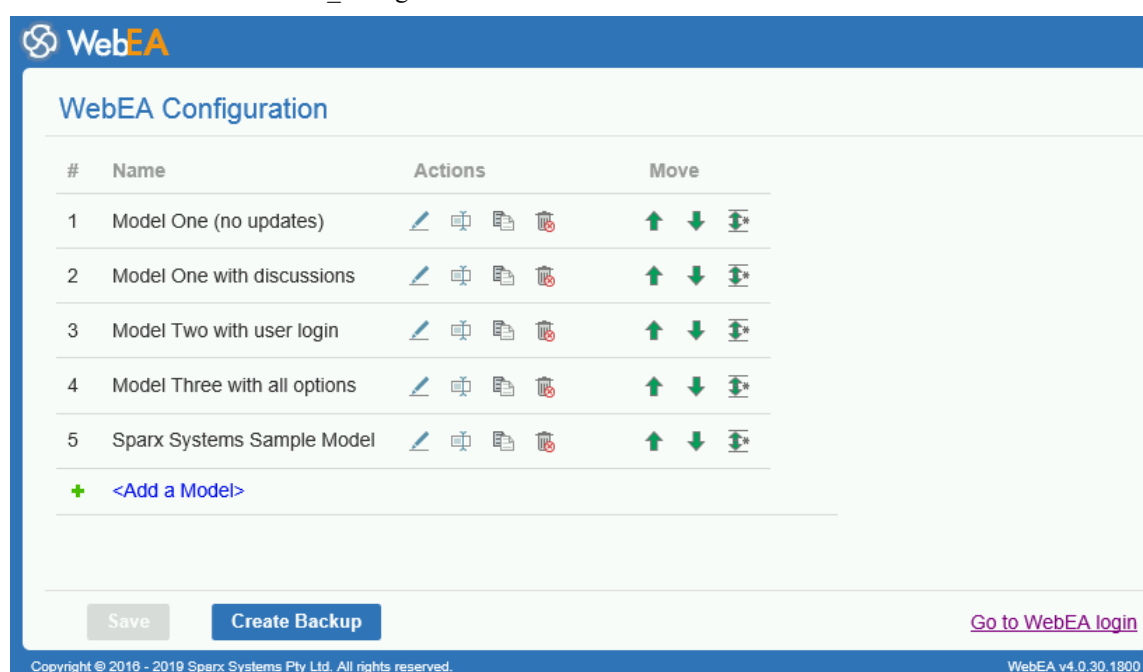 WebEA
WebEA Configuration
# Name Actions Move
1 Model One (no updates)
2 Model One with discussions
3 Model Two with user login
4 Model Three with all options
5 Sparx Systems Sample Model
<Add a Model>
Save Create Backup Go to WebEA login
Copyright © 2016 - 2019 Sparx Systems Pty Ltd. All rights reserved. WebEA v4.0.30.1800